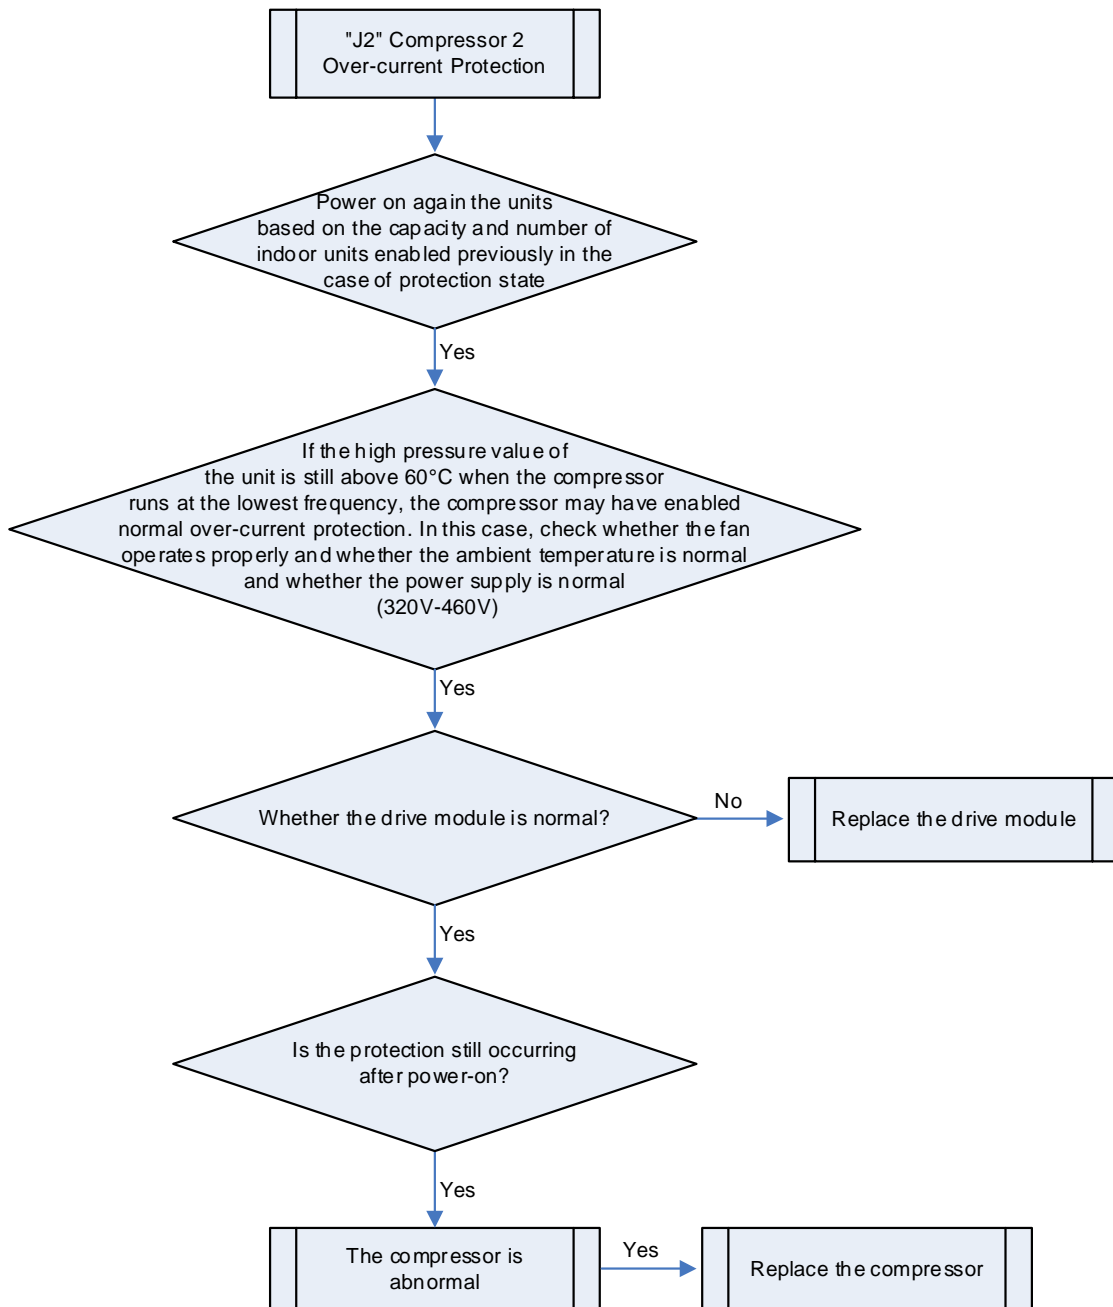 "J2" Compressor 2
Over-current Protection
Power on again the units
based on the capacity and number of
indoor units enabled previously in the
case of protection state
Yes
If the high pressure value of
the unit is still above 60°C when the compressor
runs at the lowest frequency, the compressor may have enabled
normal over-current protection. In this case, check whether the fan
operates properly and whether the ambient temperature is normal
and whether the power supply is normal
(320V-460V)
Yes
Whether the drive module is normal?
No
Replace the drive module
Yes
Is the protection still occurring
after power-on?
Yes
The compressor is
abnormal
Yes
Replace the compressor